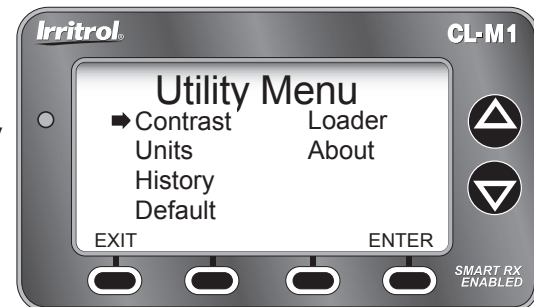 Irritrol®
CL-M1
Utility Menu
Contrast Loader
Units About
History
Default
EXIT ENTER
SMART RX
ENABLED